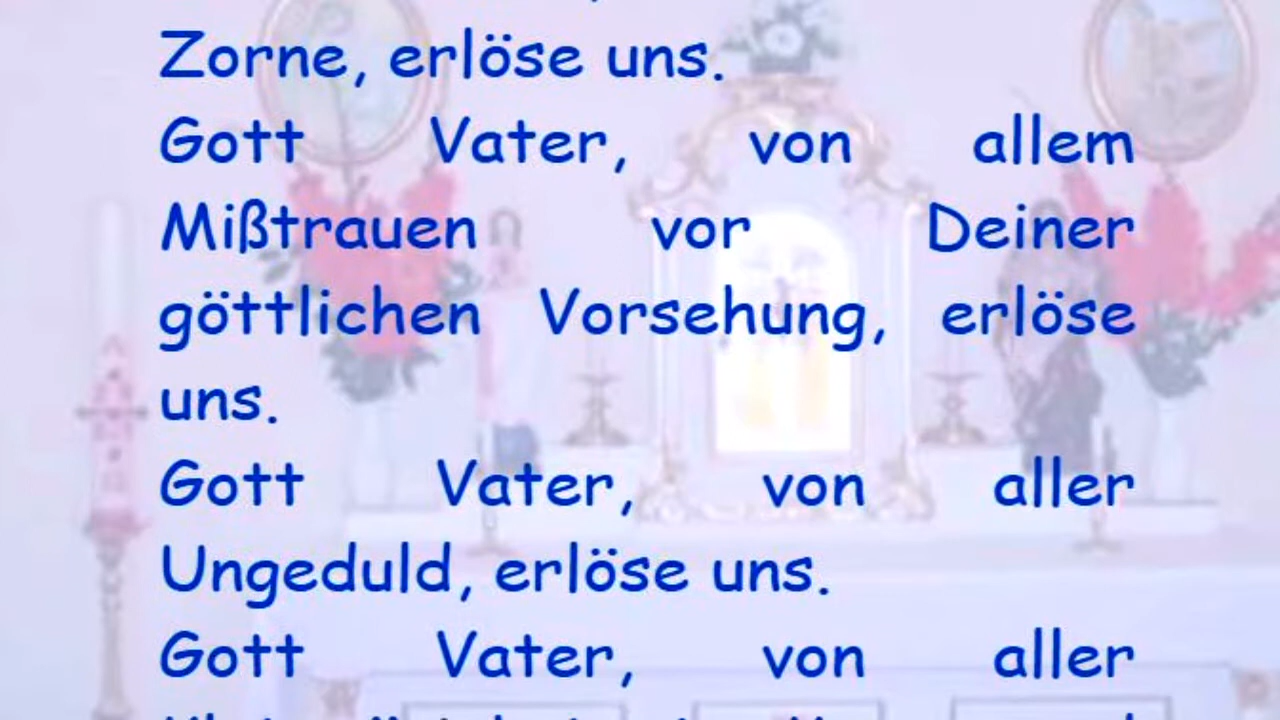 Zorne, erlöse uns.
Gott Vater, von allem
Mißtrauen vor Deiner
göttlichen Vorsehung, erlöse
uns.
Gott Vater, von aller
Ungeduld, erlöse uns.
Gott Vater, von aller